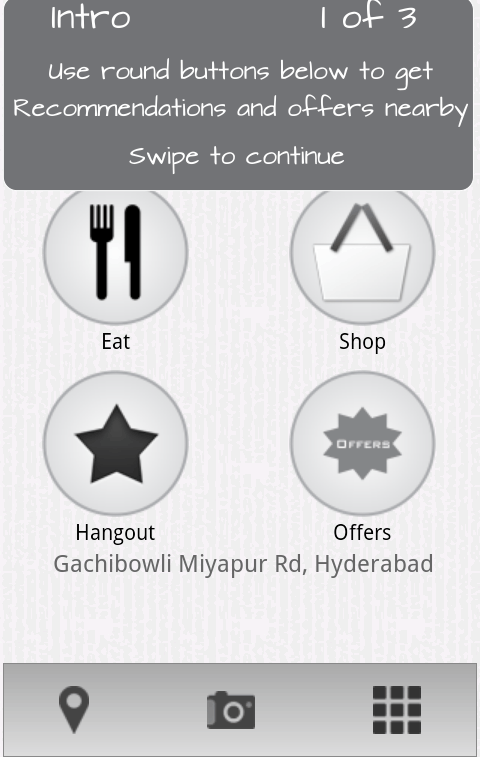 Intro 1 of 3
Use round buttons below to get
Recommendations and offers nearby
Swipe to continue
Eat Shop
OFFERS
Hangout Offers
Gachibowli Miyapur Rd, Hyderabad